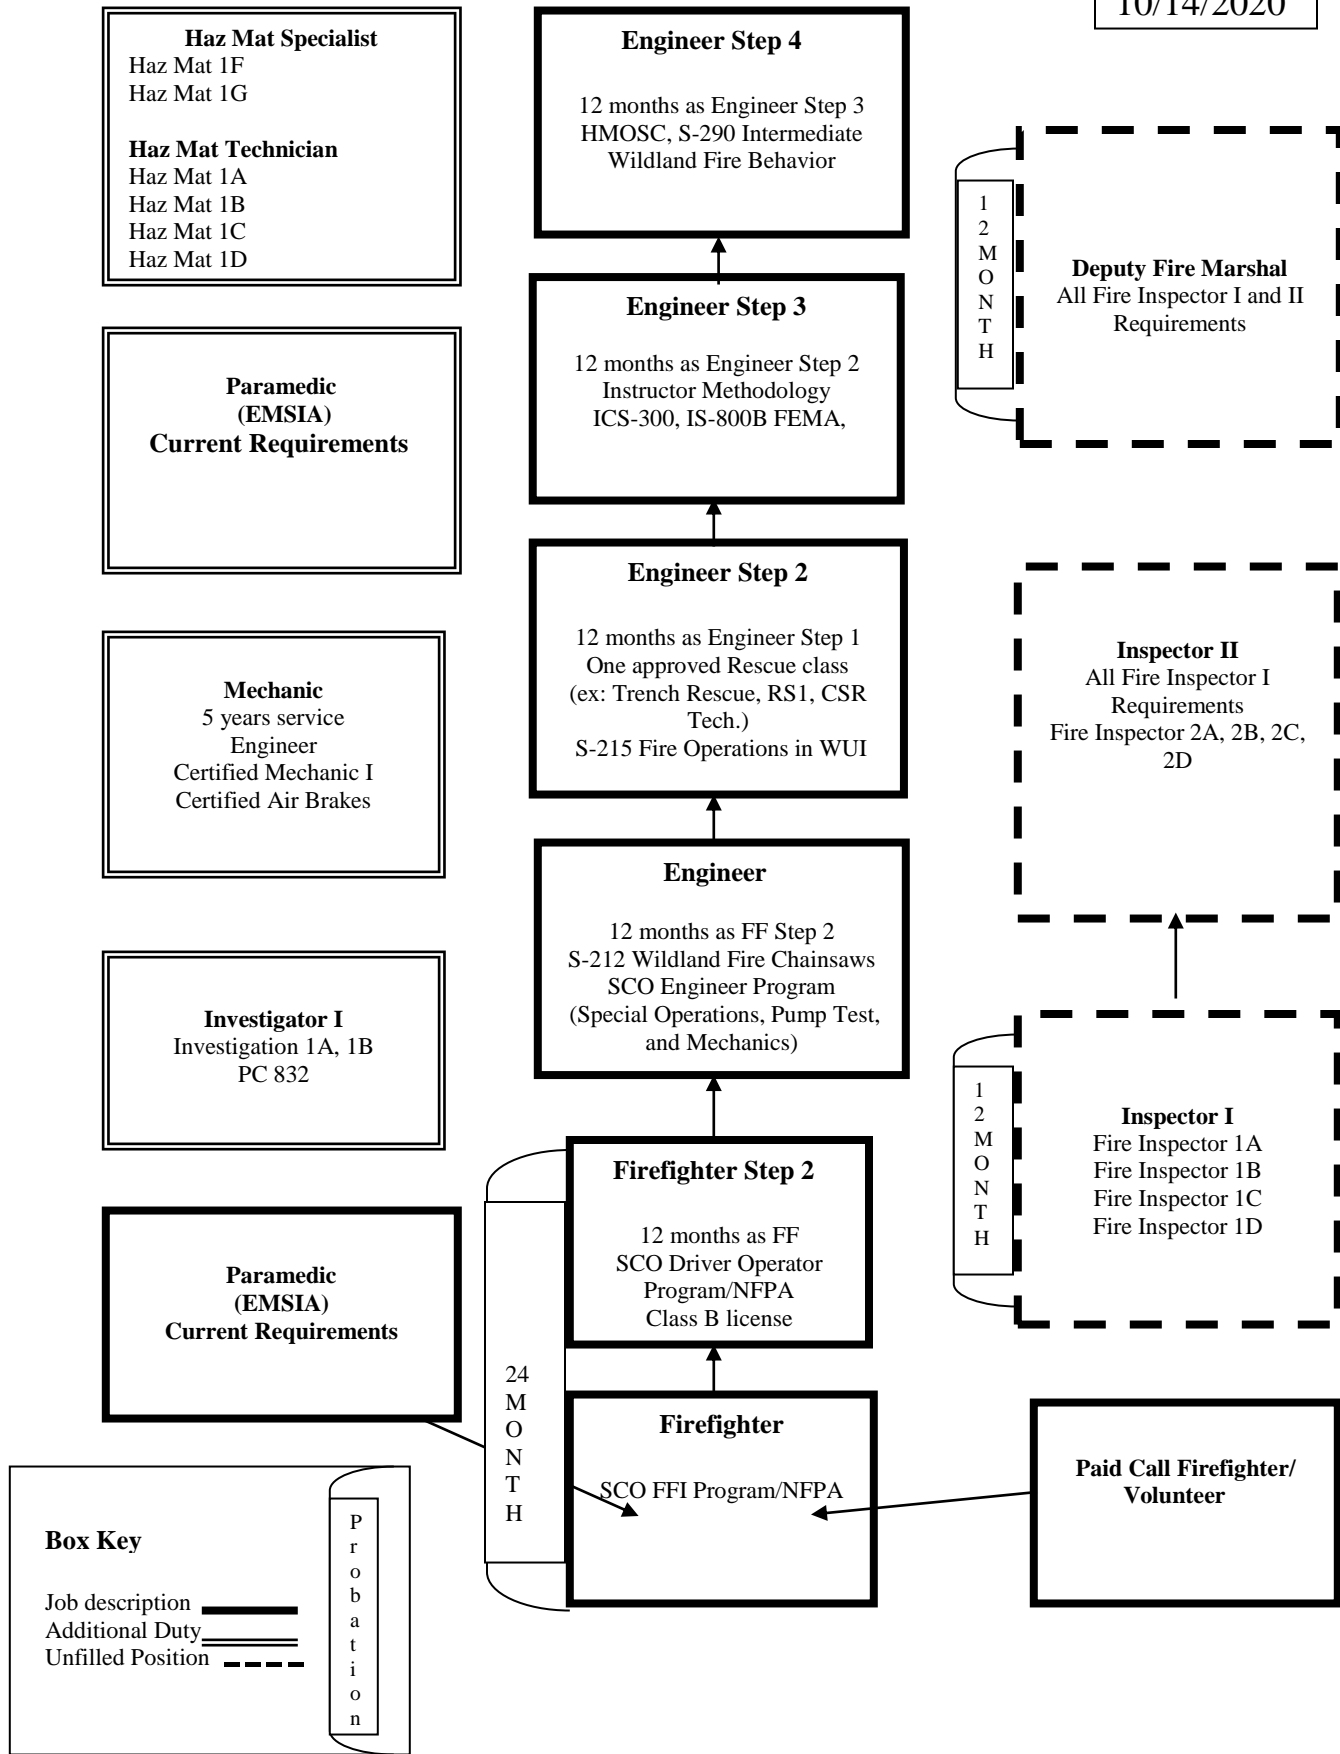 10/14/2020
Haz Mat Specialist
Haz Mat 1F
Haz Mat 1G
Haz Mat Technician
Haz Mat 1A
Haz Mat 1B
Haz Mat 1C
Haz Mat 1D
Engineer Step 4
12 months as Engineer Step 3
HMOSC, S-290 Intermediate
Wildland Fire Behavior
12 MONTH
Deputy Fire Marshal
All Fire Inspector I and II
Requirements
Engineer Step 3
12 months as Engineer Step 2
Instructor Methodology
ICS-300, IS-800B FEMA,
Paramedic
(EMSIA)
Current Requirements
Engineer Step 2
12 months as Engineer Step 1
One approved Rescue class
(ex: Trench Rescue, RS1, CSR
Tech.)
S-215 Fire Operations in WUI
Inspector II
All Fire Inspector I
Requirements
Fire Inspector 2A, 2B, 2C,
2D
Mechanic
5 years service
Engineer
Certified Mechanic I
Certified Air Brakes
Engineer
12 months as FF Step 2
S-212 Wildland Fire Chainsaws
SCO Engineer Program
(Special Operations, Pump Test,
and Mechanics)
Investigator I
Investigation 1A, 1B
PC 832
12 MONTH
Inspector I
Fire Inspector 1A
Fire Inspector 1B
Fire Inspector 1C
Fire Inspector 1D
Firefighter Step 2
12 months as FF
SCO Driver Operator
Program/NFPA
Class B license
Paramedic
(EMSIA)
Current Requirements
24 MONTH
Firefighter
SCO FFI Program/NFPA
Paid Call Firefighter/
Volunteer
Box Key
Job description
Additional Duty
Unfilled Position
Probation